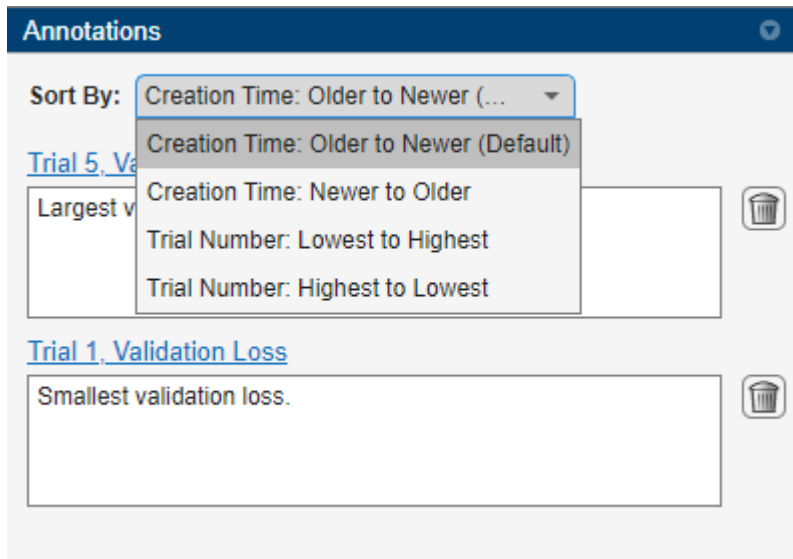 Annotations
Sort By: Creation Time: Older to Newer (...
Creation Time: Older to Newer (Default)
Creation Time: Newer to Older
Trial Number: Lowest to Highest
Trial Number: Highest to Lowest
Trial 5,
Largest
Trial 1, Validation Loss
Smallest validation loss.